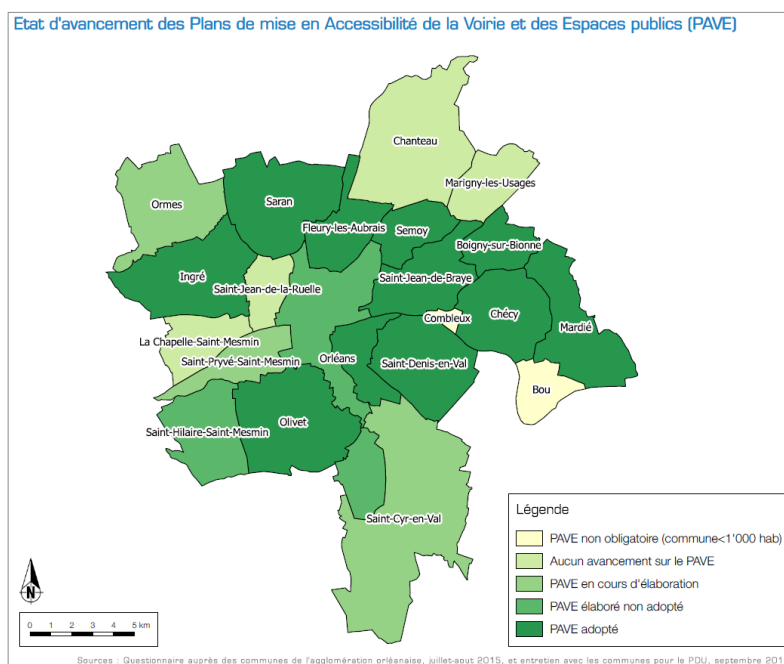 Etat d'avancement des Plans de mise en Accessibilité de la Voirie et des Espaces publics (PAVE)
Chanteau
Marigny-les-Usages
Ormes
Saran
Fleury-les-Aubrais
Semoy
Boigny-sur-Bionne
Ingré
Saint-Jean-de-Braye
Saint-Jean-de-la-Ruelle
Combleux
Chécy
Mardié
La Chapelle-Saint-Mesmin
Saint-Pryvé-Saint-Mesmin
Orléans
Saint-Denis-en-Val
Bou
Olivet
Saint-Hilaire-Saint-Mesmin
Saint-Cyr-en-Val
Légende
PAVE non obligatoire (commune<1'000 hab)
Aucun avancement sur le PAVE
PAVE en cours d'élaboration
PAVE élaboré non adopté
PAVE adopté
N
0 1 2 3 4 5 km
Sources : Questionnaire auprès des communes de l'agglomération orléanaise, juillet-aout 2015, et entretien avec les communes pour le PDU, septembre 201